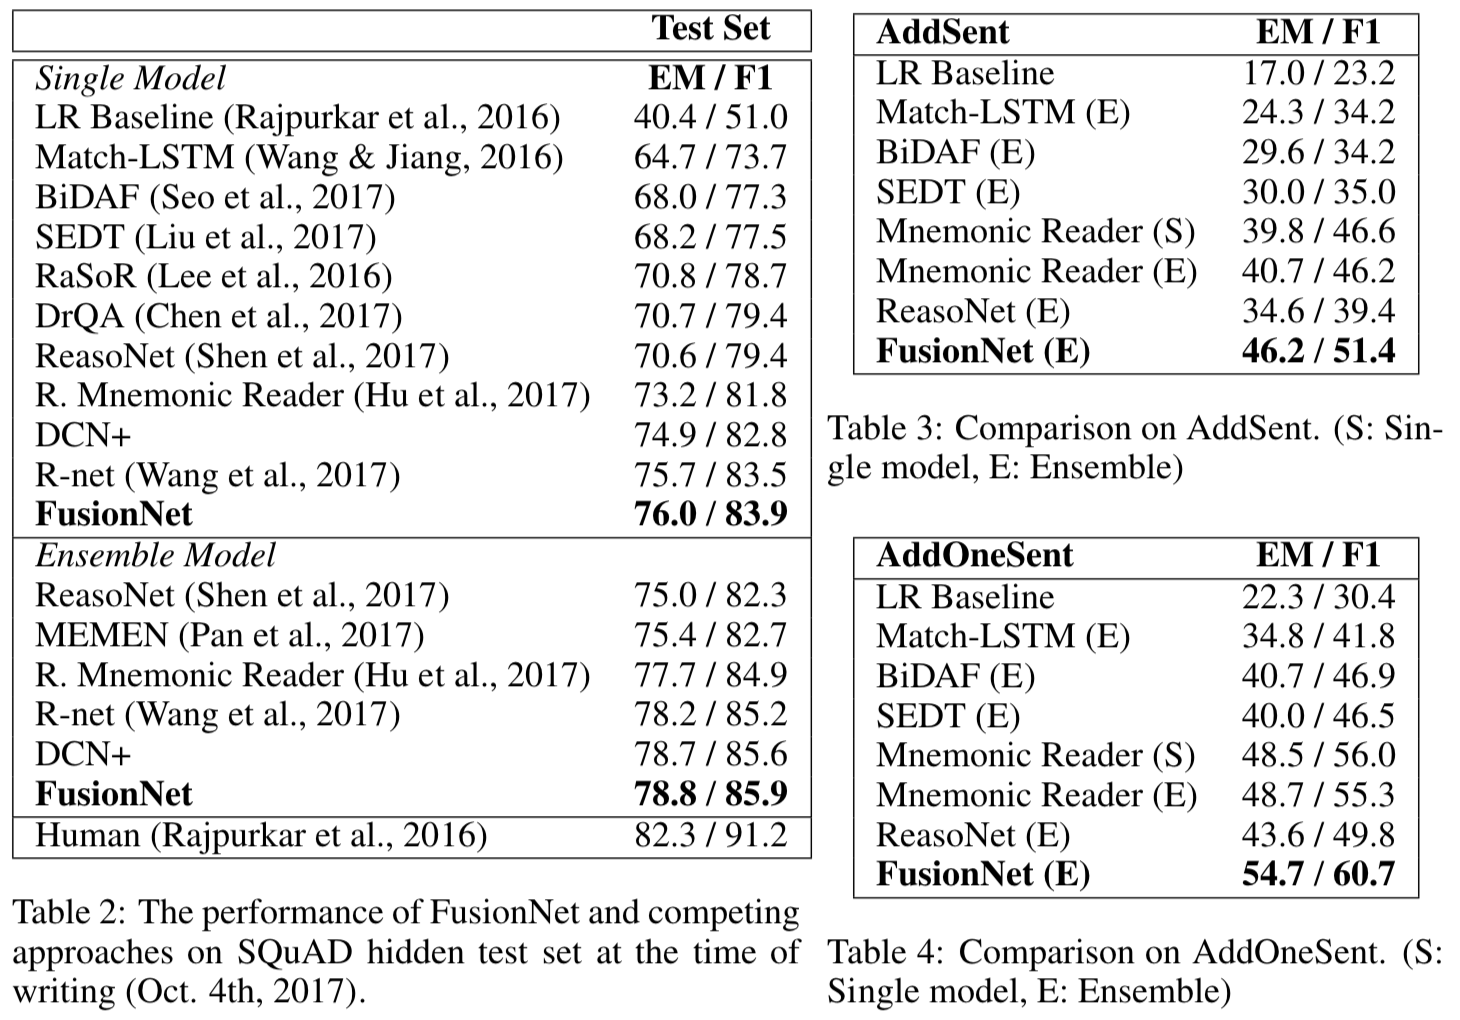 Test Set
Single Model EM / F1
LR Baseline (Rajpurkar et al., 2016) 40.4 / 51.0
Match-LSTM (Wang & Jiang, 2016) 64.7 / 73.7
BiDAF (Seo et al., 2017) 68.0 / 77.3
SEDT (Liu et al., 2017) 68.2 / 77.5
RaSoR (Lee et al., 2016) 70.8 / 78.7
DrQA (Chen et al., 2017) 70.7 / 79.4
ReasoNet (Shen et al., 2017) 70.6 / 79.4
R. Mnemonic Reader (Hu et al., 2017) 73.2 / 81.8
DCN+ 74.9 / 82.8
R-net (Wang et al., 2017) 75.7 / 83.5
FusionNet 76.0 / 83.9
Ensemble Model
ReasoNet (Shen et al., 2017) 75.0 / 82.3
MEMEN (Pan et al., 2017) 75.4 / 82.7
R. Mnemonic Reader (Hu et al., 2017) 77.7 / 84.9
R-net (Wang et al., 2017) 78.2 / 85.2
DCN+ 78.7 / 85.6
FusionNet 78.8 / 85.9
Human (Rajpurkar et al., 2016) 82.3 / 91.2
Table 2: The performance of FusionNet and competing
approaches on SQuAD hidden test set at the time of
writing (Oct. 4th, 2017).
AddSent EM / F1
LR Baseline 17.0 / 23.2
Match-LSTM (E) 24.3 / 34.2
BiDAF (E) 29.6 / 34.2
SEDT (E) 30.0 / 35.0
Mnemonic Reader (S) 39.8 / 46.6
Mnemonic Reader (E) 40.7 / 46.2
ReasoNet (E) 34.6 / 39.4
FusionNet (E) 46.2 / 51.4
Table 3: Comparison on AddSent. (S: Sin-
gle model, E: Ensemble)
AddOneSent EM / F1
LR Baseline 22.3 / 30.4
Match-LSTM (E) 34.8 / 41.8
BiDAF (E) 40.7 / 46.9
SEDT (E) 40.0 / 46.5
Mnemonic Reader (S) 48.5 / 56.0
Mnemonic Reader (E) 48.7 / 55.3
ReasoNet (E) 43.6 / 49.8
FusionNet (E) 54.7 / 60.7
Table 4: Comparison on AddOneSent. (S:
Single model, E: Ensemble)